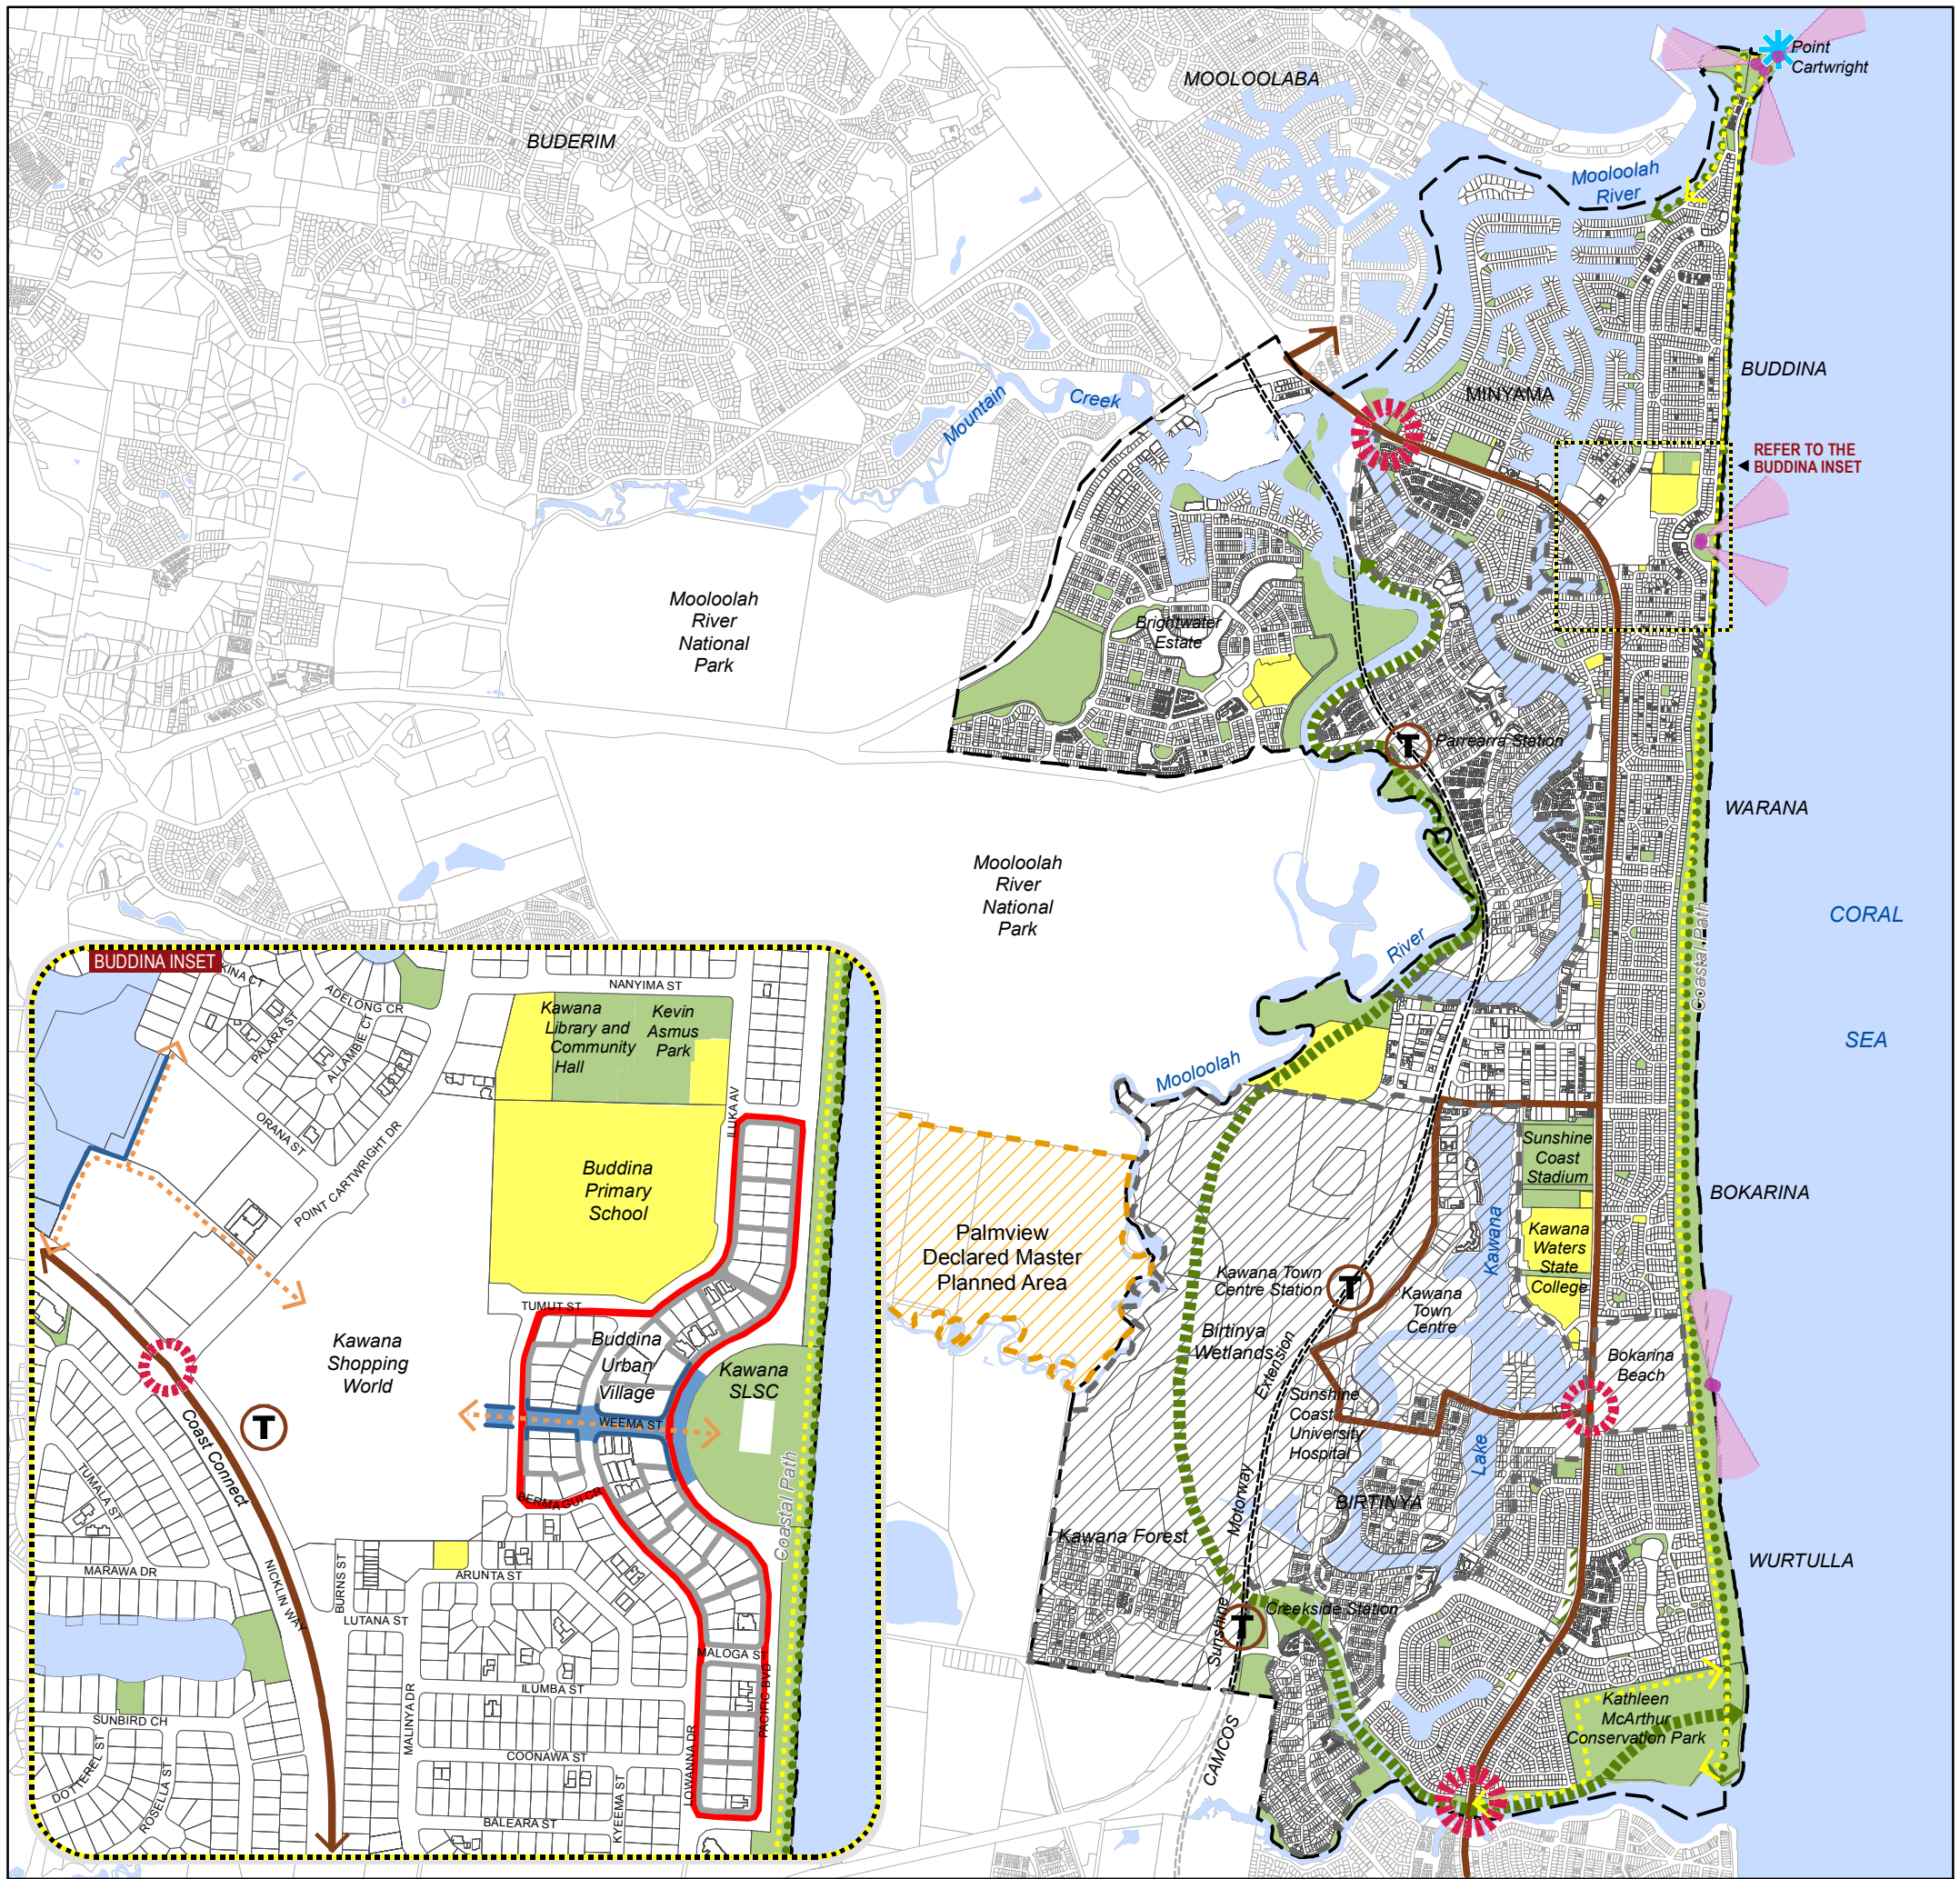 Point
Cartwright
MOOLOOLABA
BUDERIM
Mooloolah
River
BUDDINA
Mountain
Creek
MINYAMA
REFER TO THE
BUDDINA INSET
Mooloolah
River
National
Park
Brightwater
Estate
Parrearra Station
WARANA
Mooloolah
River
National
Park
CORAL
SEA
River
Coastal Path
Mooloolah
Sunshine
Coast
Stadium
BOKARINA
Kawana
Waters
State
College
Palmview
Declared Master
Planned Area
Kawana
Lake
Kawana Town
Centre Station
T
T
T
Kawana
Town
Centre
Birtinya
Wetlands
Bokarina
Beach
Sunshine
Coast
University
Hospital
Sunshine
Motorway
Extension
BIRTINYA
Kawana Forest
WURTULLA
Creekside Station
CAMCOS
Kathleen
McArthur
Conservation Park
BUDDINA INSET
KINA CT
ADELONG CR
PALARA ST
ALLAMBIE CT
NANYIMA ST
Kawana
Library and
Community
Hall
Kevin
Asmus
Park
ILUKA AV
ORANA ST
POINT CARTWRIGHT DR
Buddina
Primary
School
TUMUT ST
Kawana
Shopping
World
Buddina
Urban
Village
Kawana
SLSC
WEEMA ST
T
Coast Connect
BERMAGUI CR
Coastal Path
TUMALA ST
MARAWA DR
NICKLIN WAY
BURNS ST
ARUNTA ST
LUTANA ST
MALOGA ST
PACIFIC BVD
ILUMBA ST
MALINYA DR
SUNBIRD CH
DOTTEREL ST
ROSELLA ST
COONAWA ST
LOWANNA DR
KYEEMA ST
BALEARA ST